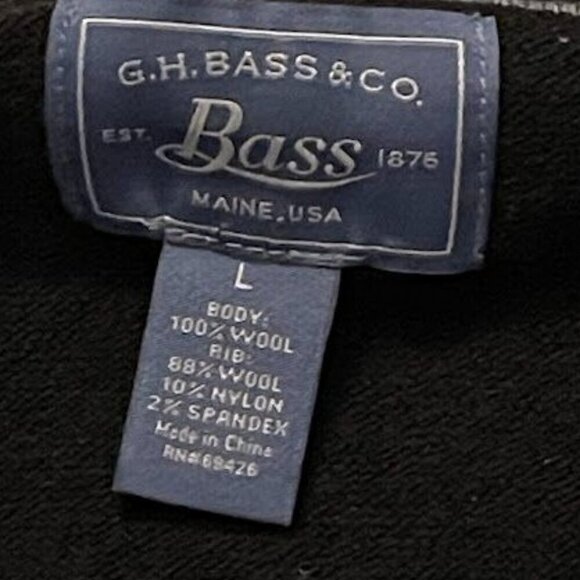 G.H. BASS & CO.
EST. Bass 1876
MAINE, USA
L
BODY:
100% WOOL
RIB:
88% WOOL
10% NYLON
2% SPANDEX
Made in China
RN#69426